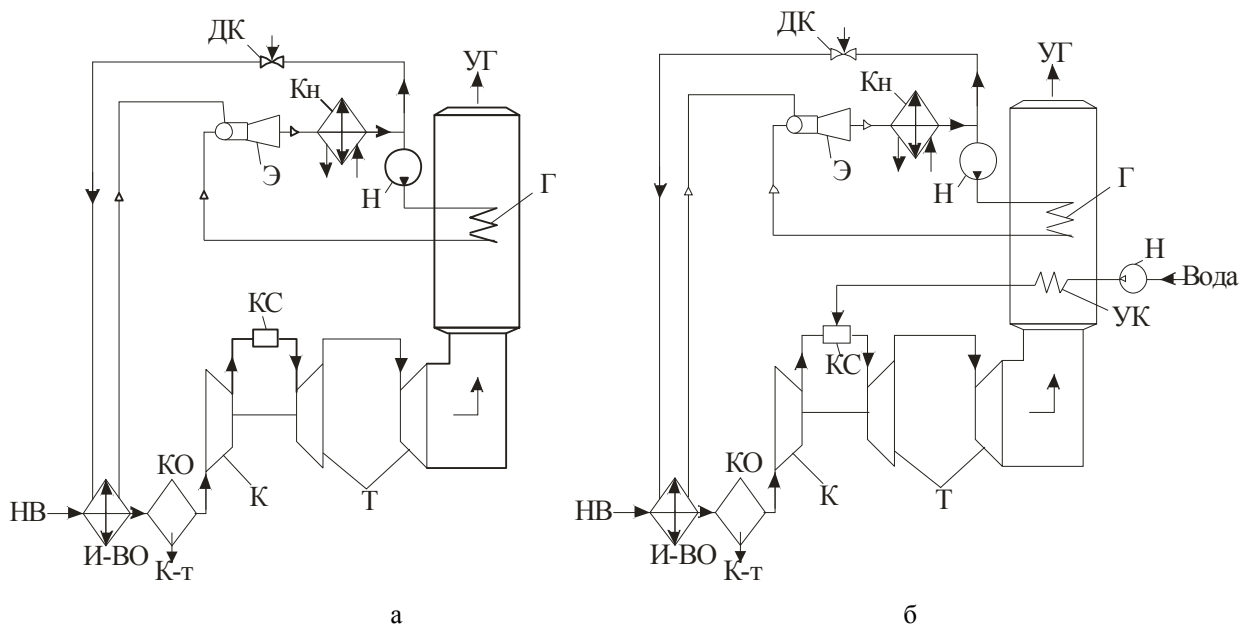 ДК
УГ
Кн
Э
Н
Г
КС
КО
К
Т
НВ
И-ВО
К-т
а
ДК
УГ
Кн
Э
Н
Г
Н
Вода
УК
КС
КО
К
Т
НВ
И-ВО
К-т
б